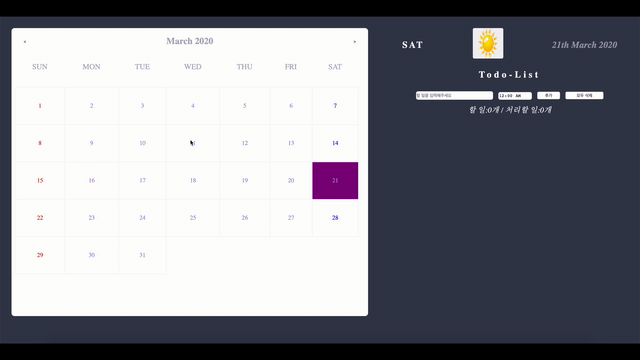 March 2020
SUN MON TUE WED THU FRI SAT
1 2 3 4 5 6 7
8 9 10 11 12 13 14
15 16 17 18 19 20 21
22 23 24 25 26 27 28
29 30 31
SAT 21th March 2020
Todo-List
할 일을 입력해주세요 12:00 AM 추가 모두 삭제
할 일:0개 / 처리할 일:0개